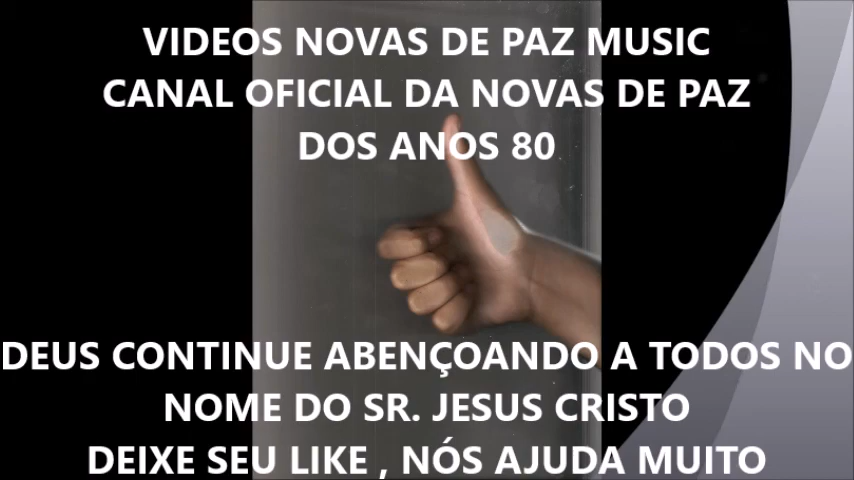 VIDEOS NOVAS DE PAZ MUSIC
CANAL OFICIAL DA NOVAS DE PAZ
DOS ANOS 80
DEUS CONTINUE ABENÇOANDO A TODOS NO
NOME DO SR. JESUS CRISTO
DEIXE SEU LIKE , NÓS AJUDA MUITO